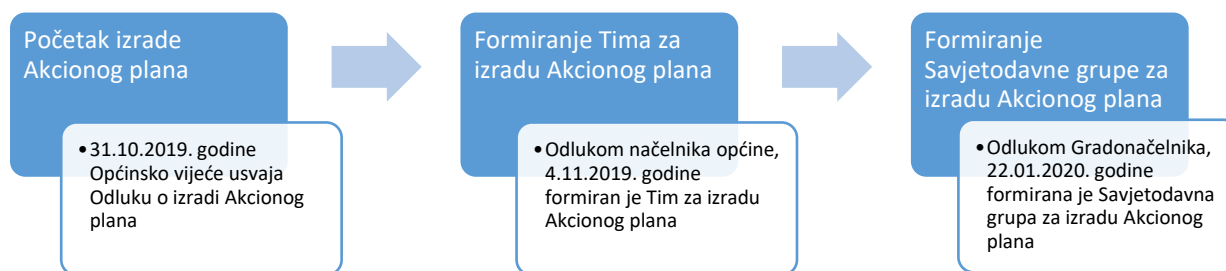 Početak izrade
Akcionog plana
•31.10.2019. godine
Općinsko vijeće usvaja
Odluku o izradi Akcionog
plana
Formiranje Tima za
izradu Akcionog plana
•Odlukom načelnika općine,
4.11.2019. godine
formiran je Tim za izradu
Akcionog plana
Formiranje
Savjetodavne grupe za
izradu Akcionog plana
•Odlukom Gradonačelnika,
22.01.2020. godine
formirana je Savjetodavna
grupa za izradu Akcionog
plana